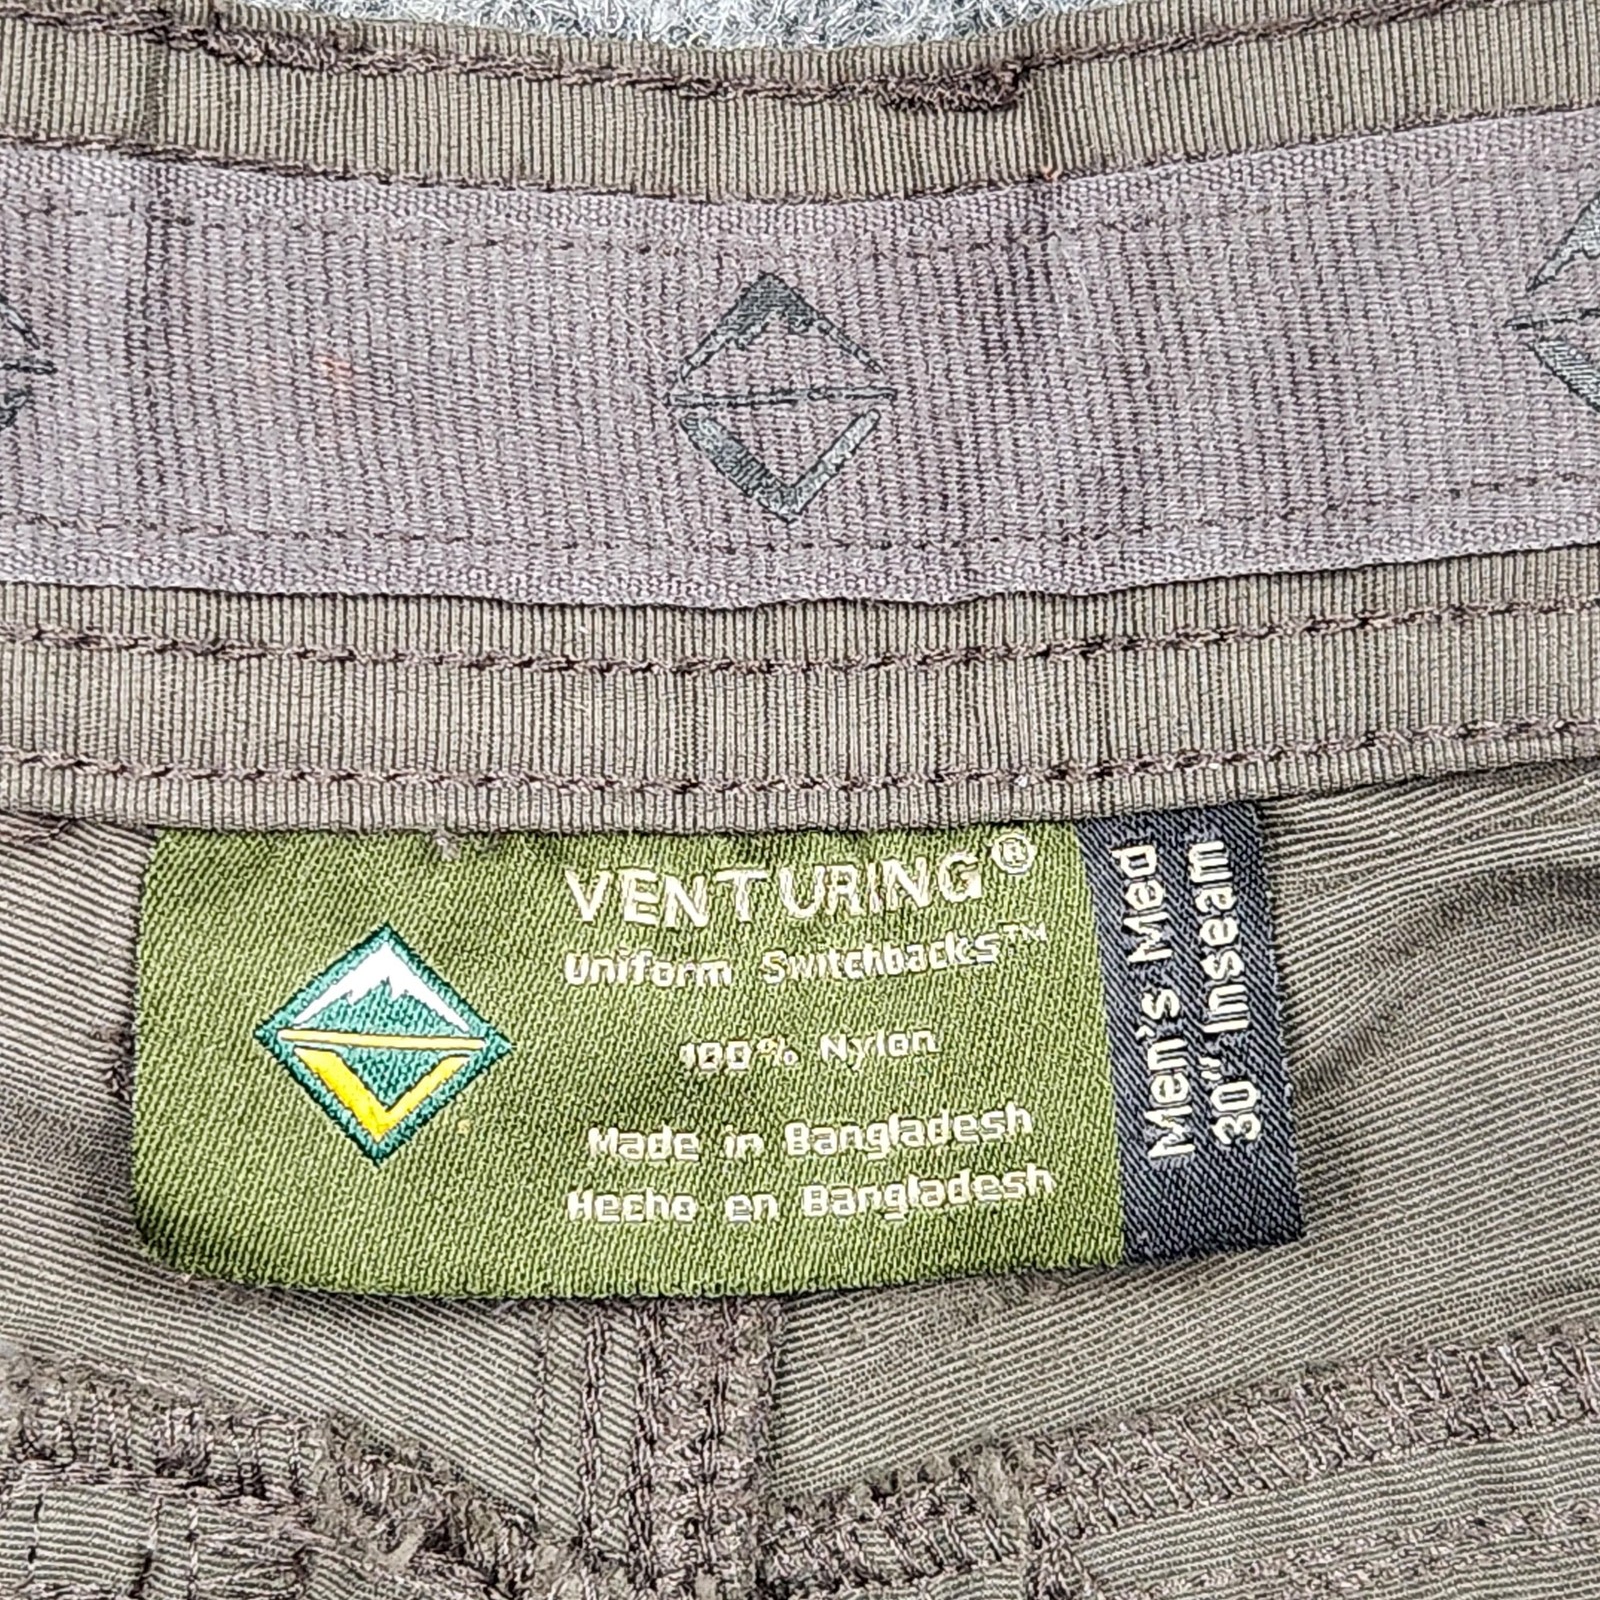 VENTURING®
Uniform Switchbacks™
100% Nylon
Made in Bangladesh
Hecho en Bangladesh
Men's Med
30" Inseam